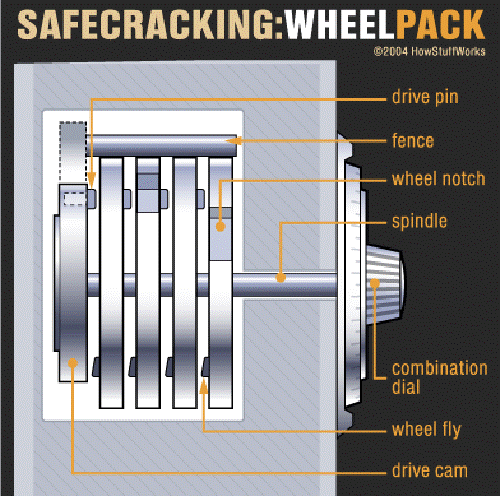 SAFECRACKING:WHEELPACK
©2004 HowStuffWorks
drive pin
fence
wheel notch
spindle
combination
dial
wheel fly
drive cam